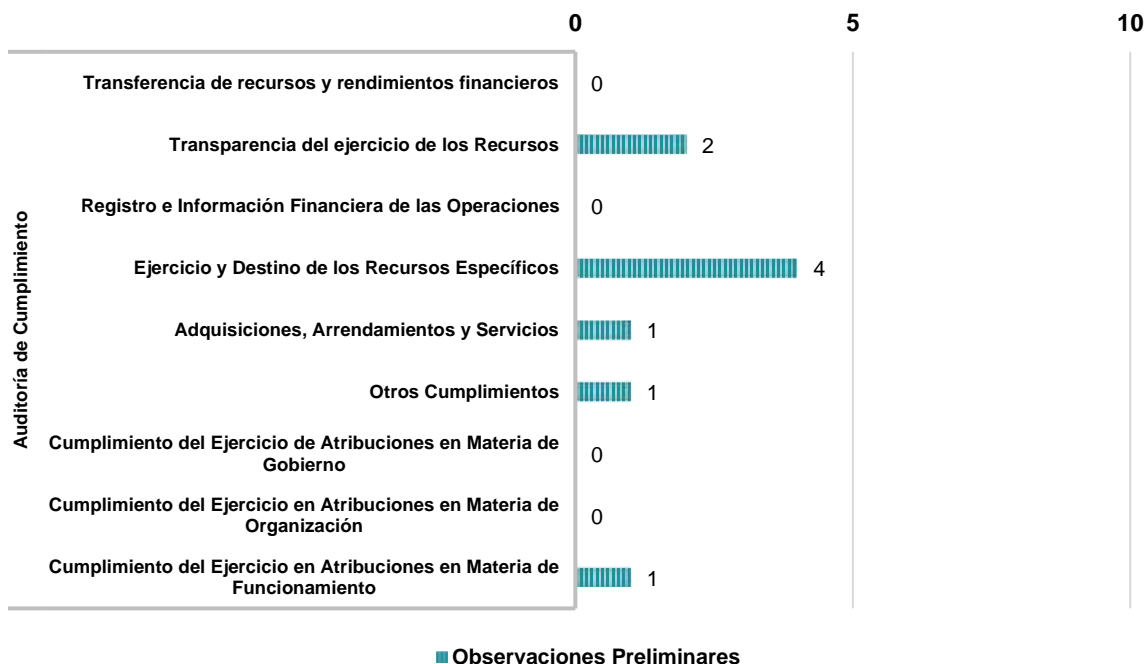 0 5 10
Auditoría de Cumplimiento
Transferencia de recursos y rendimientos financieros 0
Transparencia del ejercicio de los Recursos 2
Registro e Información Financiera de las Operaciones 0
Ejercicio y Destino de los Recursos Específicos 4
Adquisiciones, Arrendamientos y Servicios 1
Otros Cumplimientos 1
Cumplimiento del Ejercicio de Atribuciones en Materia de
Gobierno 0
Cumplimiento del Ejercicio en Atribuciones en Materia de
Organización 0
Cumplimiento del Ejercicio en Atribuciones en Materia de
Funcionamiento 1
Observaciones Preliminares